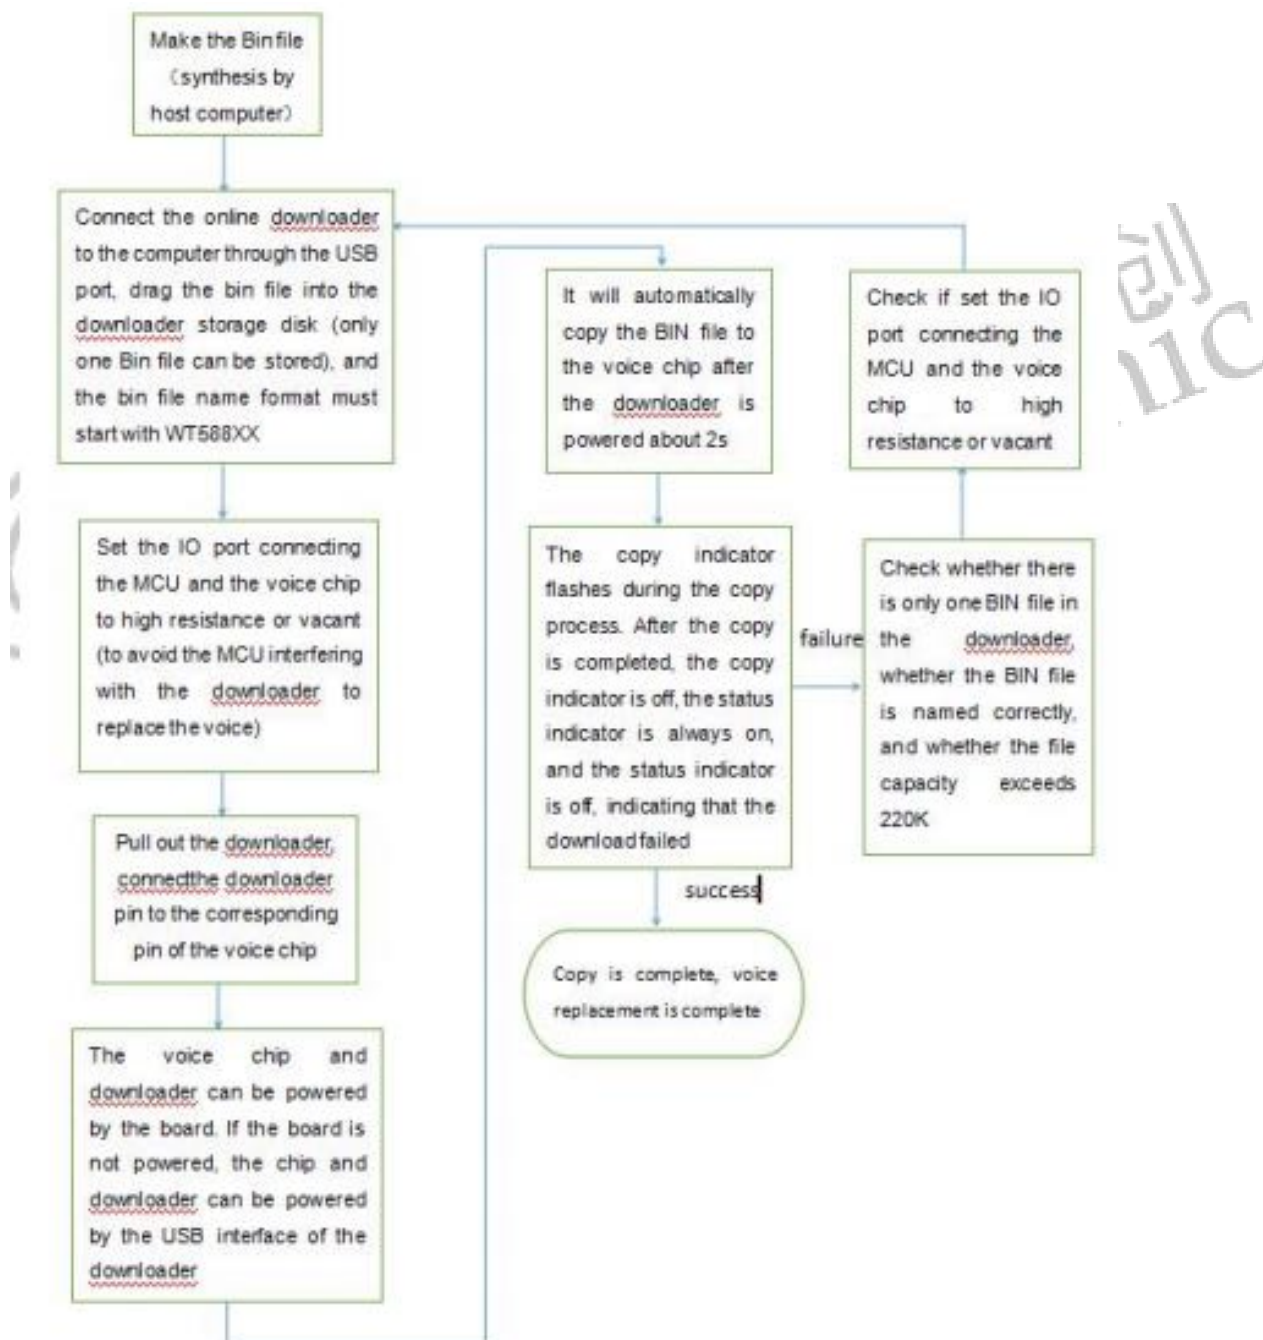 Make the Bin file
（synthesis by
host computer）
Connect the online downloader
to the computer through the USB
port, drag the bin file into the
downloader storage disk (only
one Bin file can be stored), and
the bin file name format must
start with WT588XX
Set the IO port connecting
the MCU and the voice chip
to high resistance or vacant
(to avoid the MCU interfering
with the downloader to
replace the voice)
Pull out the downloader,
connectthe downloader
pin to the corresponding
pin of the voice chip
The voice chip and
downloader can be powered
by the board. If the board is
not powered, the chip and
downloader can be powered
by the USB interface of the
downloader
It will automatically
copy the BIN file to
the voice chip after
the downloader is
powered about 2s
The copy indicator
flashes during the copy
process. After the copy
is completed, the copy
indicator is off, the status
indicator is always on,
and the status indicator
is off, indicating that the
download failed
failure
success
Copy is complete, voice
replacement is complete
Check whether there
is only one BIN file in
the downloader,
whether the BIN file
is named correctly,
and whether the file
capacity exceeds
220K
Check if set the IO
port connecting the
MCU and the voice
chip to high
resistance or vacant
创